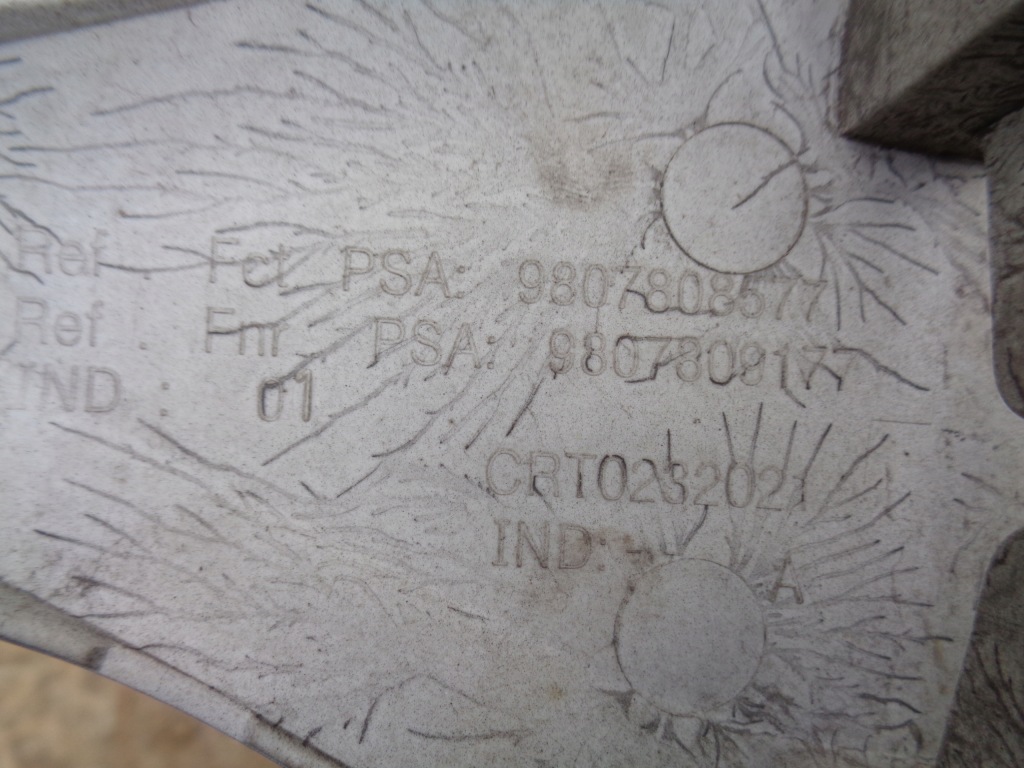 Ref : Fct PSA: 9807808577
Ref : Fnr PSA: 9807809177
IND : 01
CRT0232021
IND: - A